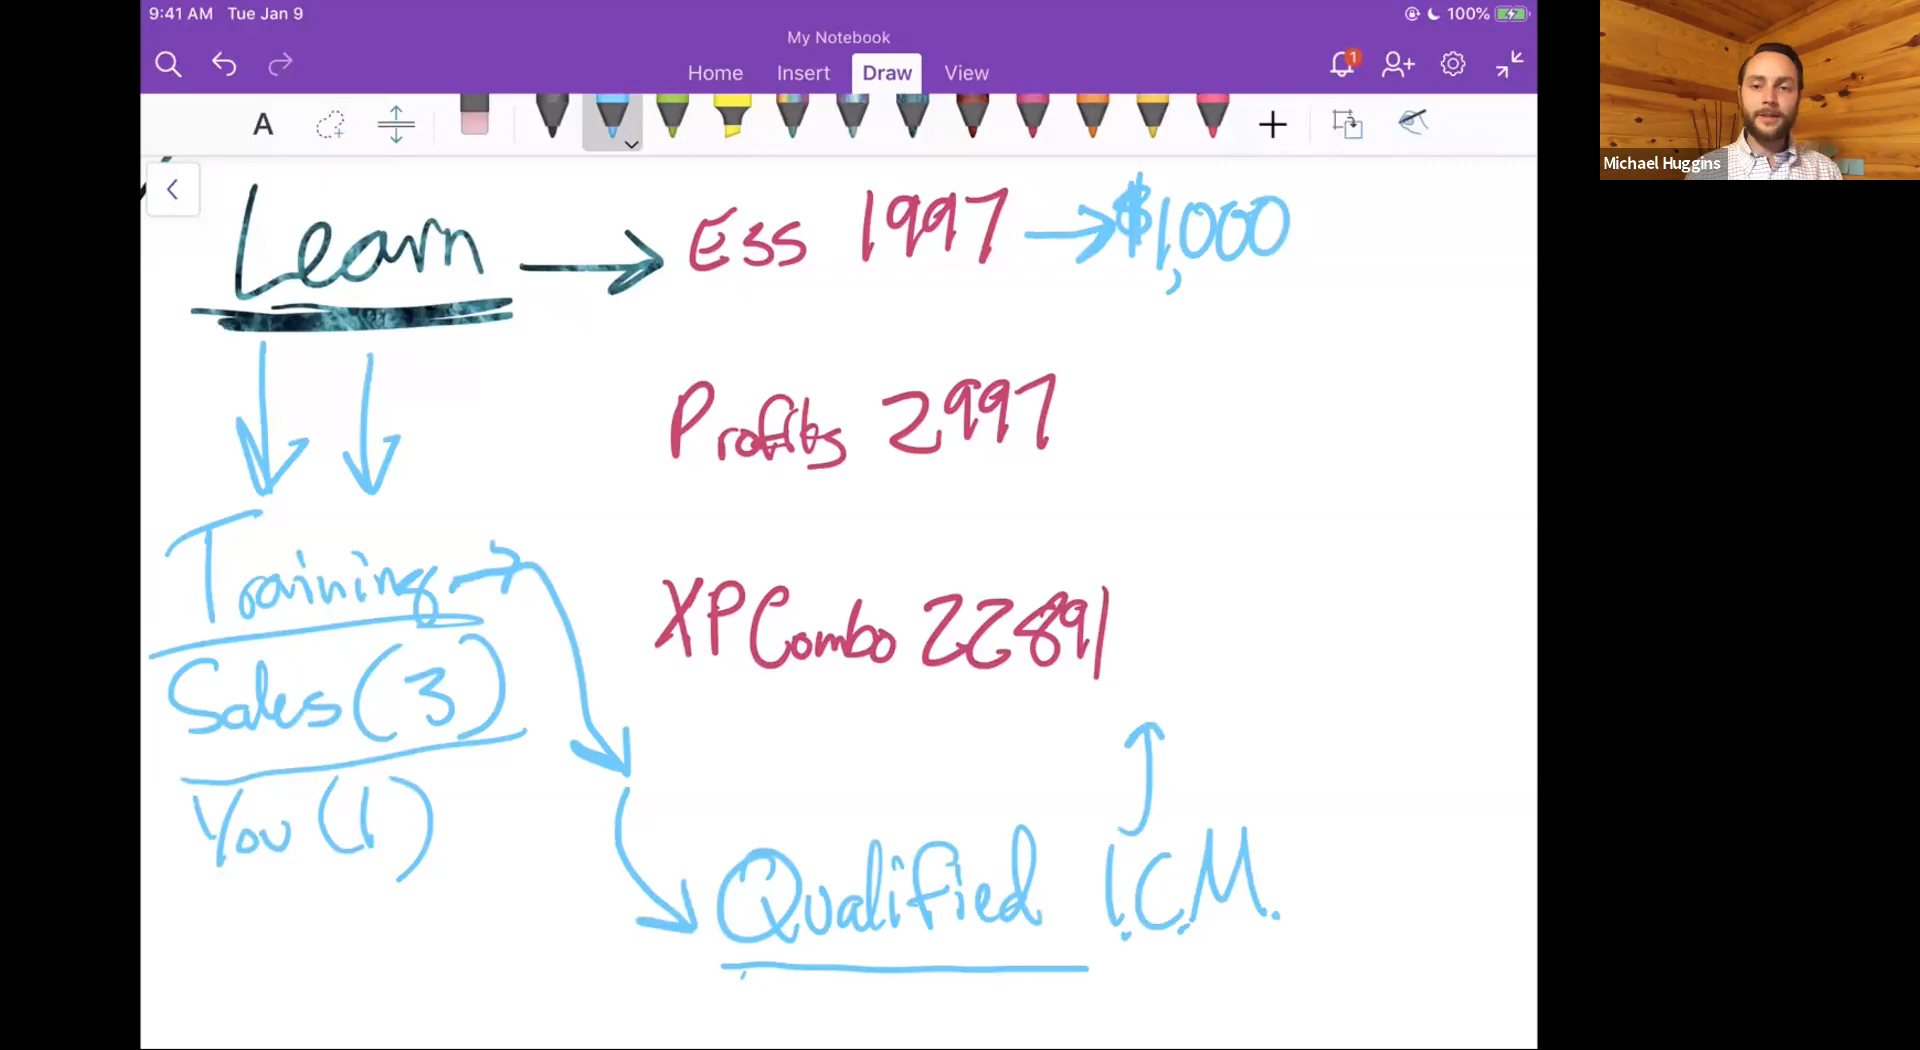 9:41 AM Tue Jan 9
100%
My Notebook
Home Insert Draw View
1
A
Michael Huggins
Learn
Ess 1997
$1,000
Profits 2997
Training
XP Combo 22891
Sales (3)
You (1)
Qualified I.C.M.